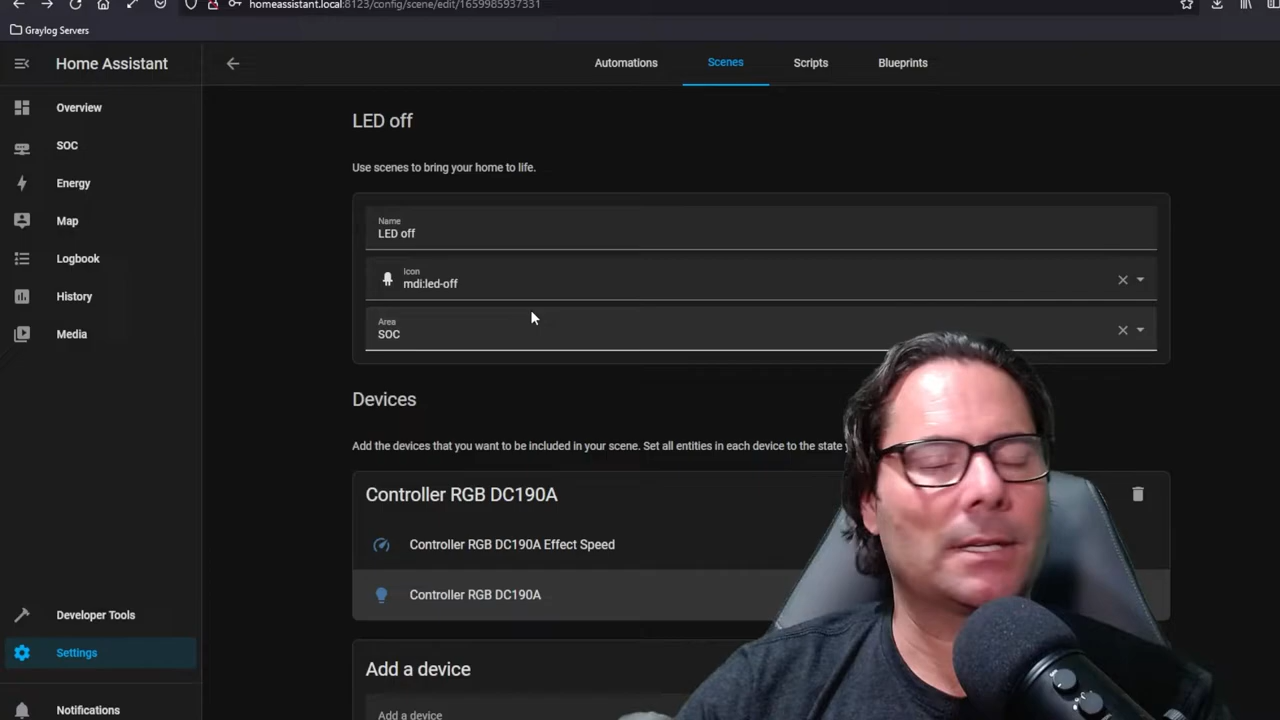 homeassistant.local:8123/config/scene/edit/1659985937331
Graylog Servers
Home Assistant
Automations
Scenes
Scripts
Blueprints
Overview
SOC
Energy
Map
Logbook
History
Media
Developer Tools
Settings
Notifications
LED off
Use scenes to bring your home to life.
Name
LED off
Icon
mdi:led-off
Area
SOC
Devices
Add the devices that you want to be included in your scene. Set all entities in each device to the state
Controller RGB DC190A
Controller RGB DC190A Effect Speed
Controller RGB DC190A
Add a device
Add a device